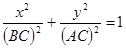 x²/(BC)² + y²/(AC)² = 1